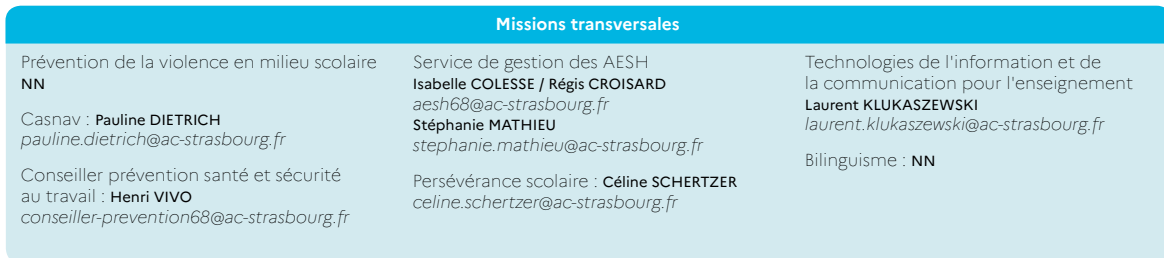 Missions transversales
Prévention de la violence en milieu scolaire
NN
Casnav : Pauline DIETRICH
pauline.dietrich@ac-strasbourg.fr
Conseiller prévention santé et sécurité
au travail : Henri VIVO
conseiller-prevention68@ac-strasbourg.fr
Service de gestion des AESH
Isabelle COLESSE / Régis CROISARD
aesh68@ac-strasbourg.fr
Stéphanie MATHIEU
stephanie.mathieu@ac-strasbourg.fr
Persévérance scolaire : Céline SCHERTZER
celine.schertzer@ac-strasbourg.fr
Technologies de l'information et de
la communication pour l'enseignement
Laurent KLUKASZEWSKI
laurent.klukaszewski@ac-strasbourg.fr
Bilinguisme : NN